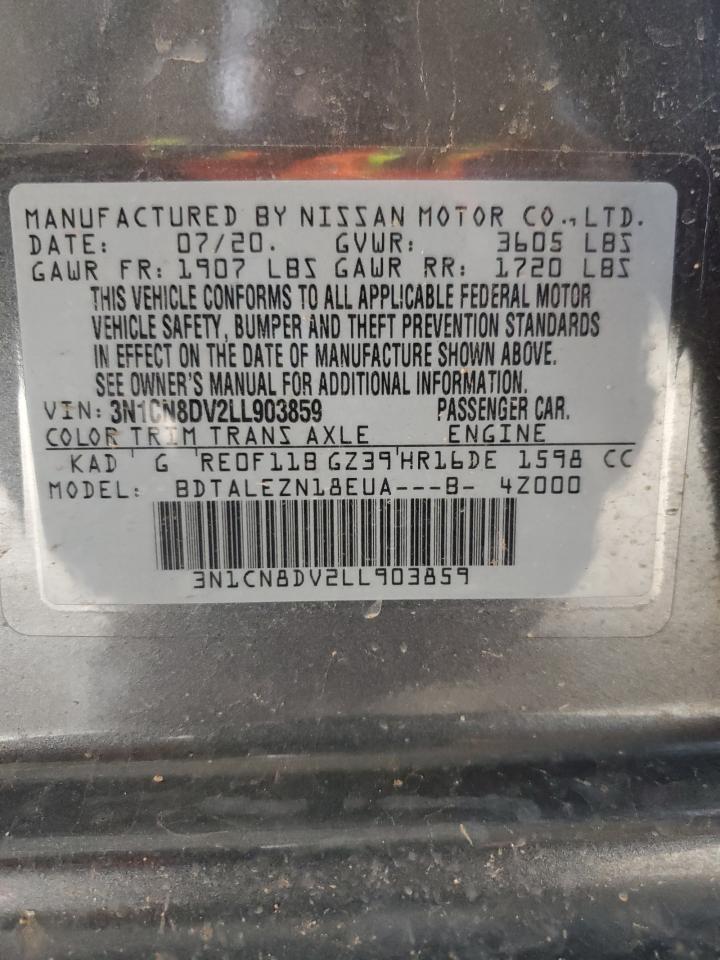 MANUFACTURED BY NISSAN MOTOR CO., LTD.
DATE: 07/20. GVWR: 3605 LBS
GAWR FR: 1907 LBS GAWR RR: 1720 LBS
THIS VEHICLE CONFORMS TO ALL APPLICABLE FEDERAL MOTOR
VEHICLE SAFETY, BUMPER AND THEFT PREVENTION STANDARDS
IN EFFECT ON THE DATE OF MANUFACTURE SHOWN ABOVE.
SEE OWNER'S MANUAL FOR ADDITIONAL INFORMATION.
VIN: 3N1CN8DV2LL903859 PASSENGER CAR.
COLOR TRIM TRANS AXLE ENGINE
KAD G RE0F11B GZ39 HR16DE 1598 CC
MODEL: BDTALEZN18EUA---B- 4Z000
3N1CN8DV2LL903859